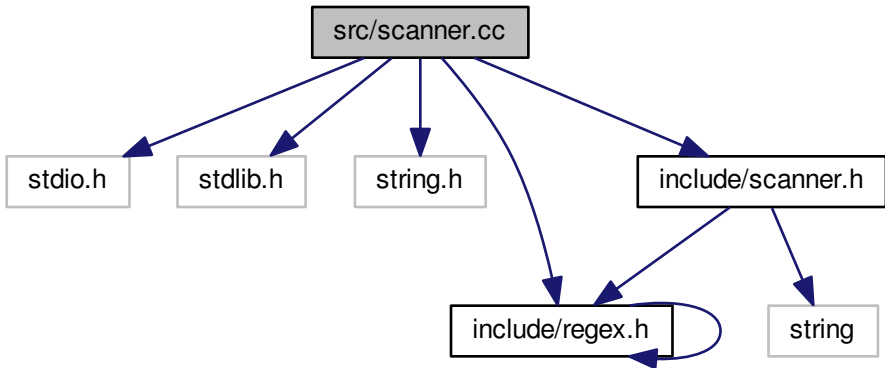 src/scanner.cc
stdio.h
stdlib.h
string.h
include/scanner.h
include/regex.h
string